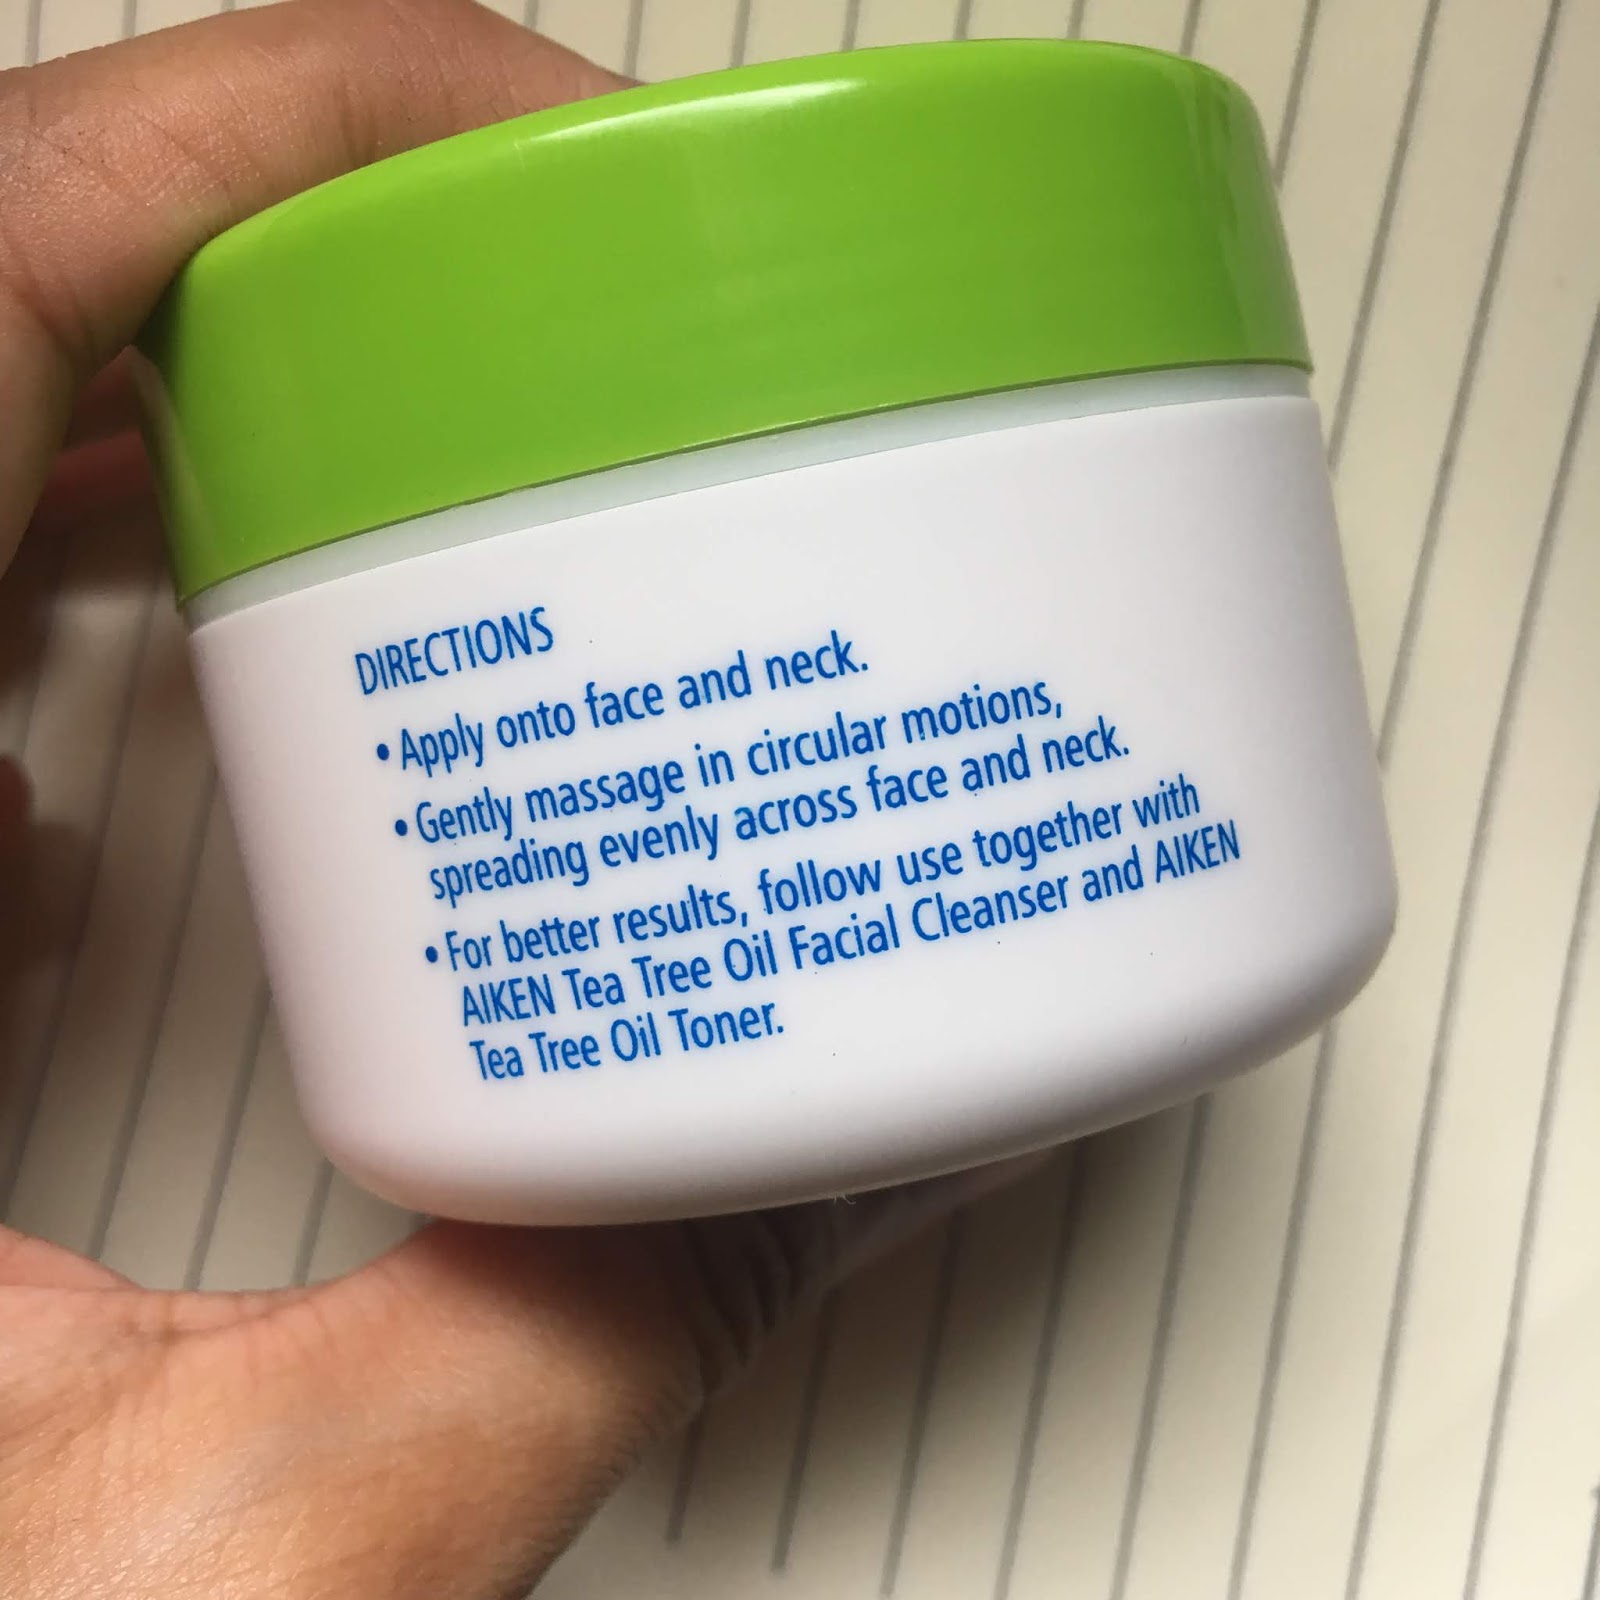 DIRECTIONS
• Apply onto face and neck.
• Gently massage in circular motions,
spreading evenly across face and neck.
• For better results, follow use together with
AIKEN Tea Tree Oil Facial Cleanser and AIKEN
Tea Tree Oil Toner.